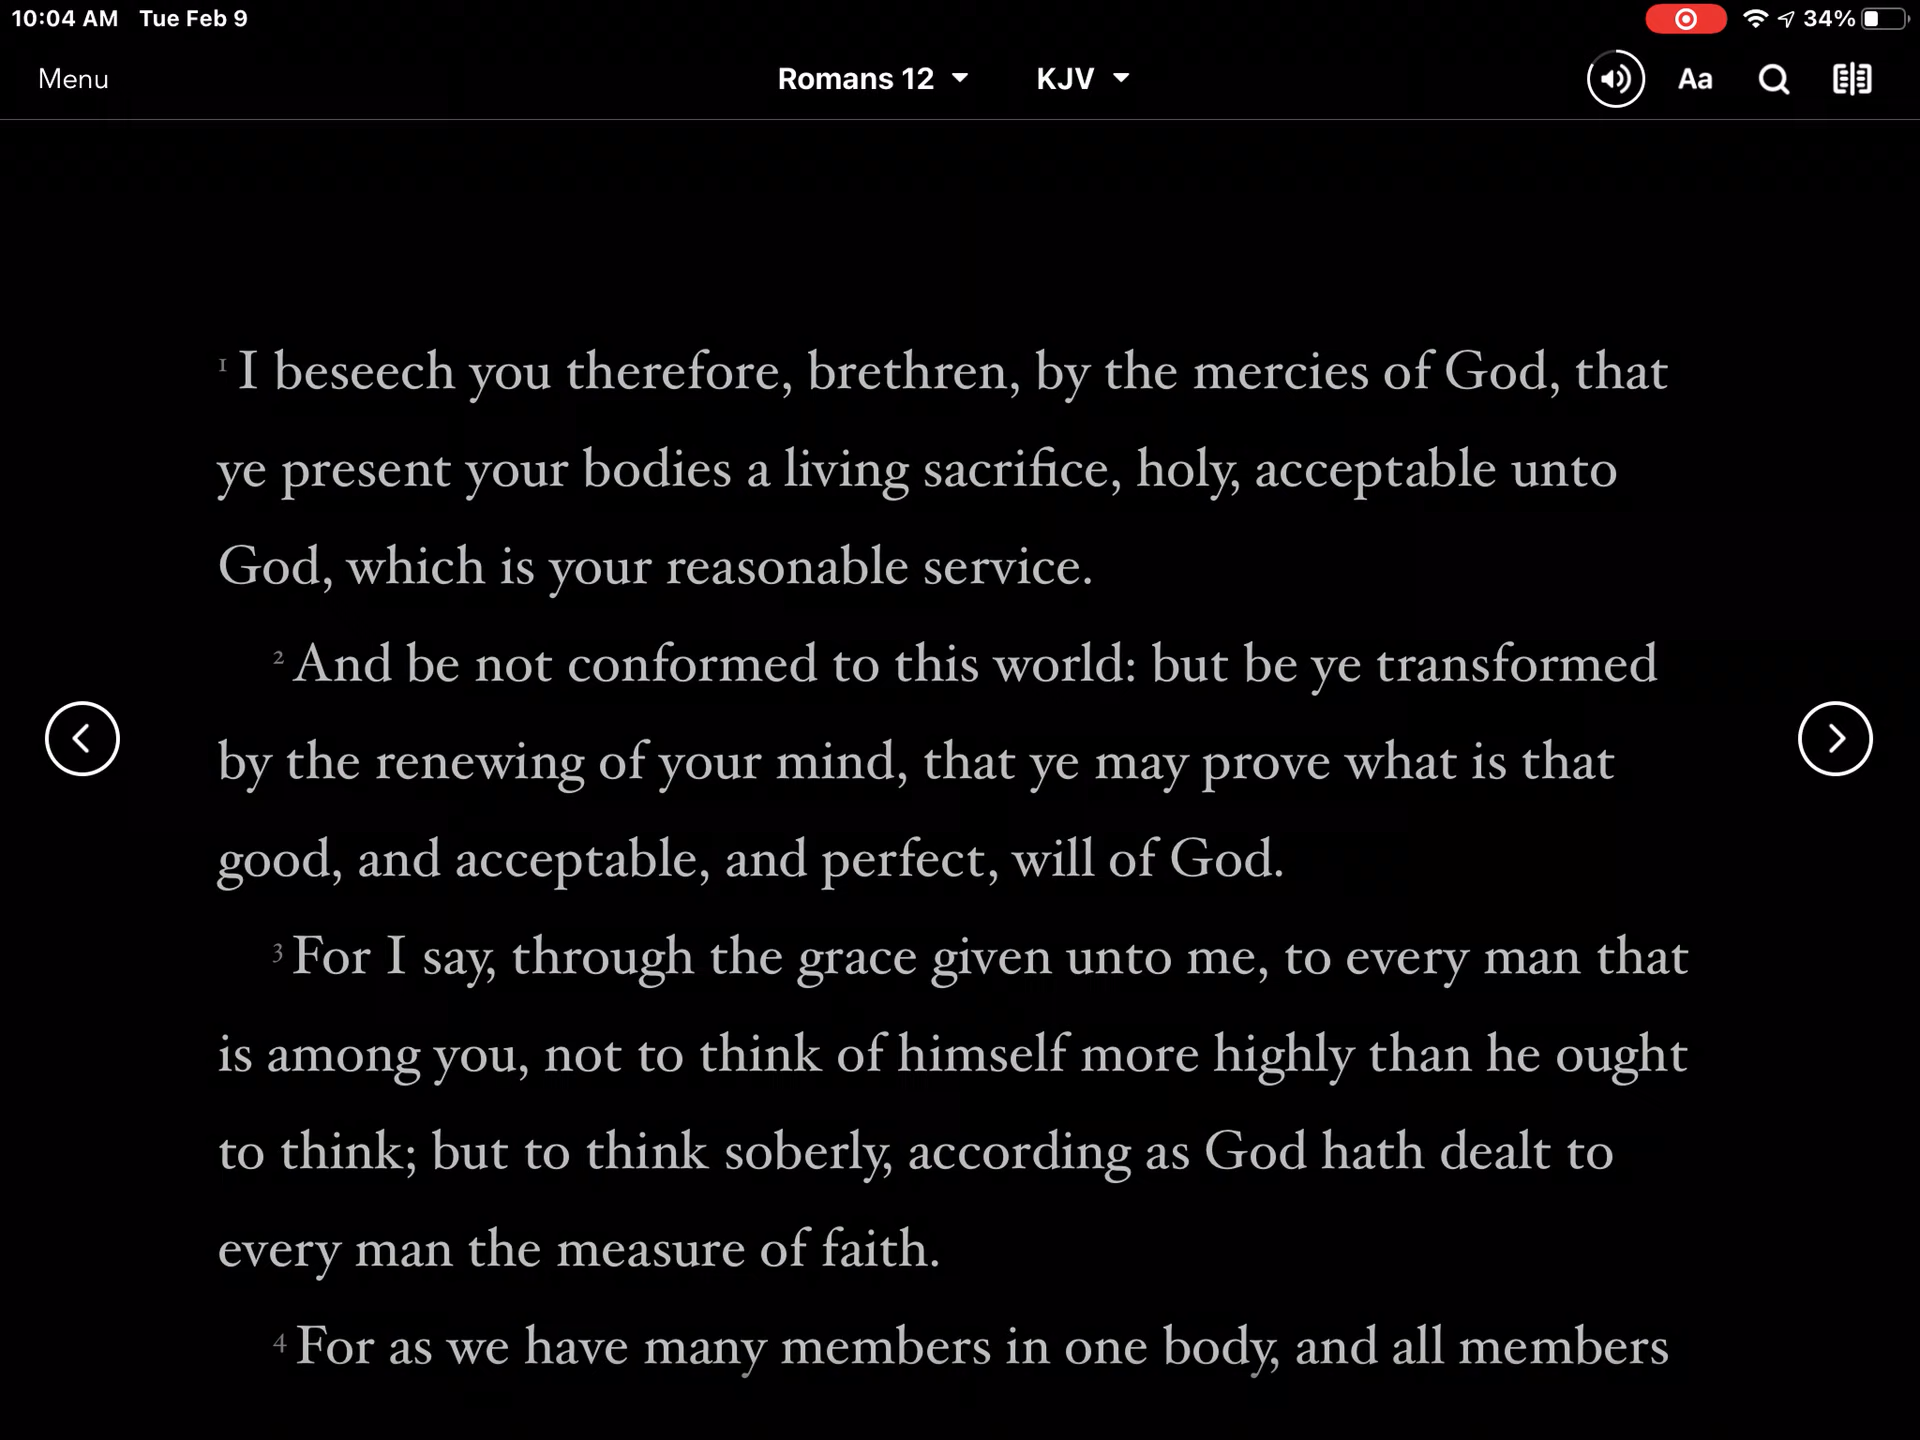 10:04 AM Tue Feb 9 34%
Menu Romans 12 KJV Aa
1 I beseech you therefore, brethren, by the mercies of God, that
ye present your bodies a living sacrifice, holy, acceptable unto
God, which is your reasonable service.
2 And be not conformed to this world: but be ye transformed
by the renewing of your mind, that ye may prove what is that
good, and acceptable, and perfect, will of God.
3 For I say, through the grace given unto me, to every man that
is among you, not to think of himself more highly than he ought
to think; but to think soberly, according as God hath dealt to
every man the measure of faith.
4 For as we have many members in one body, and all members